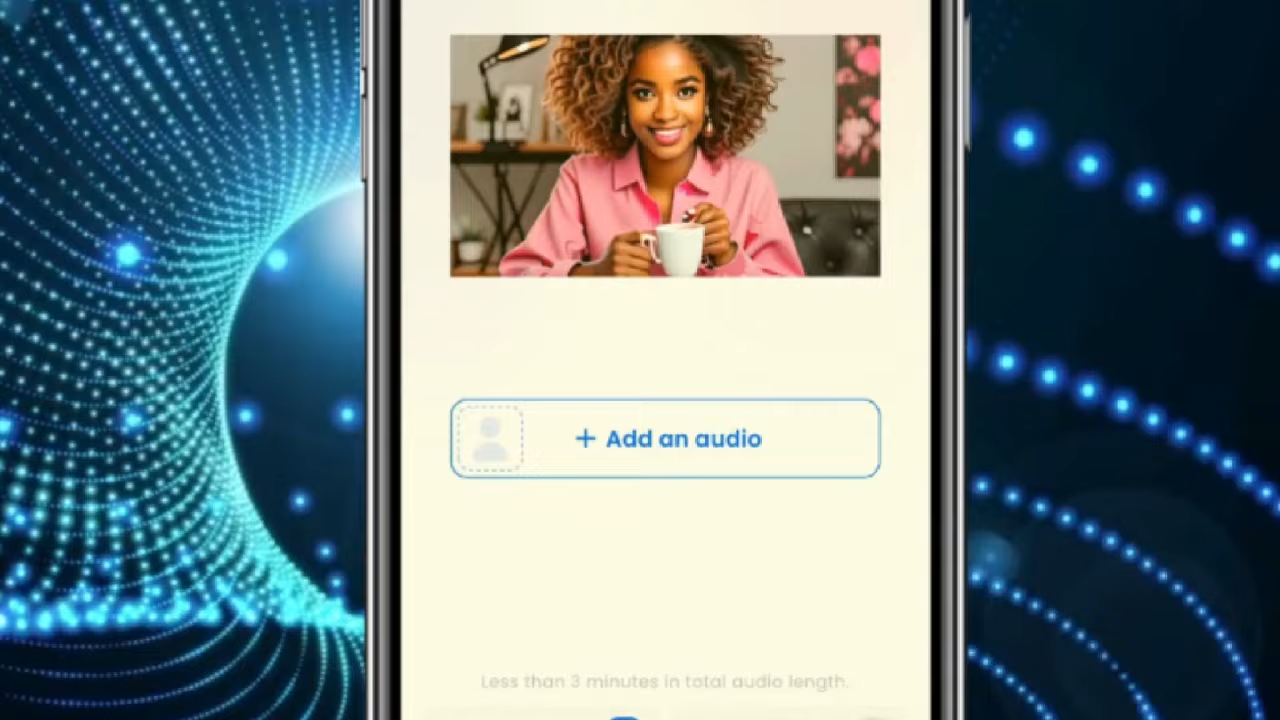 + Add an audio
Less than 3 minutes in total audio length.